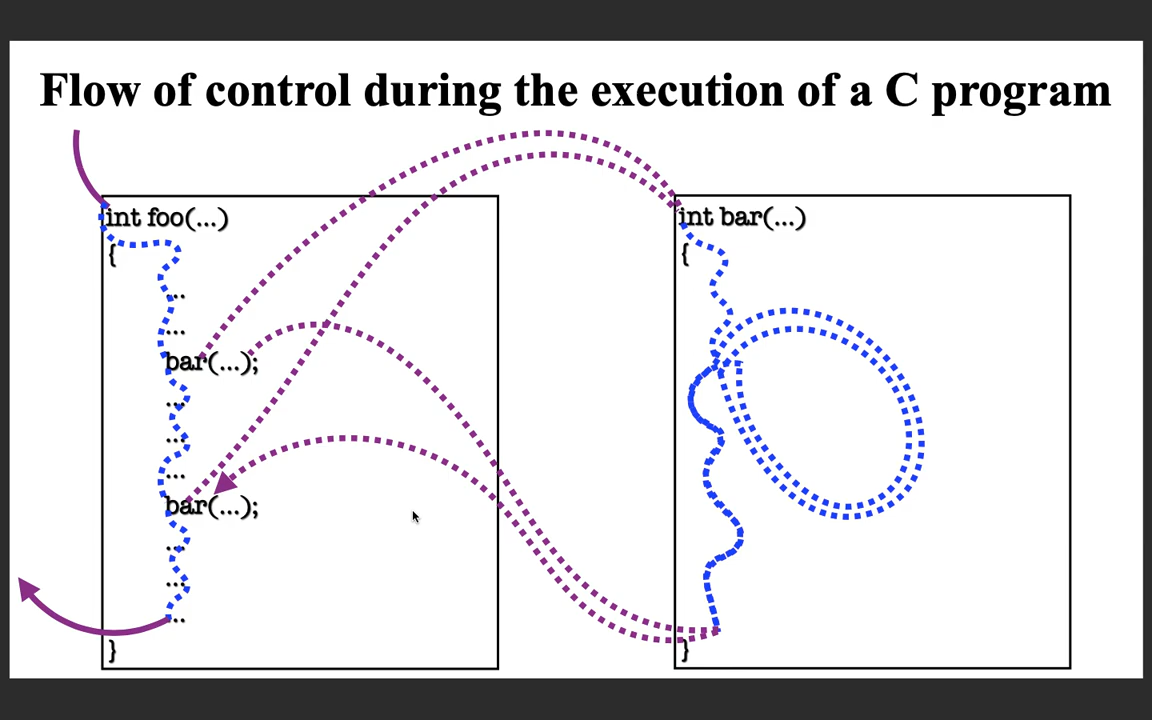 Flow of control during the execution of a C program
int foo(...)
{
...
...
bar(...);
...
...
...
bar(...);
...
...
...
}
int bar(...)
{
}